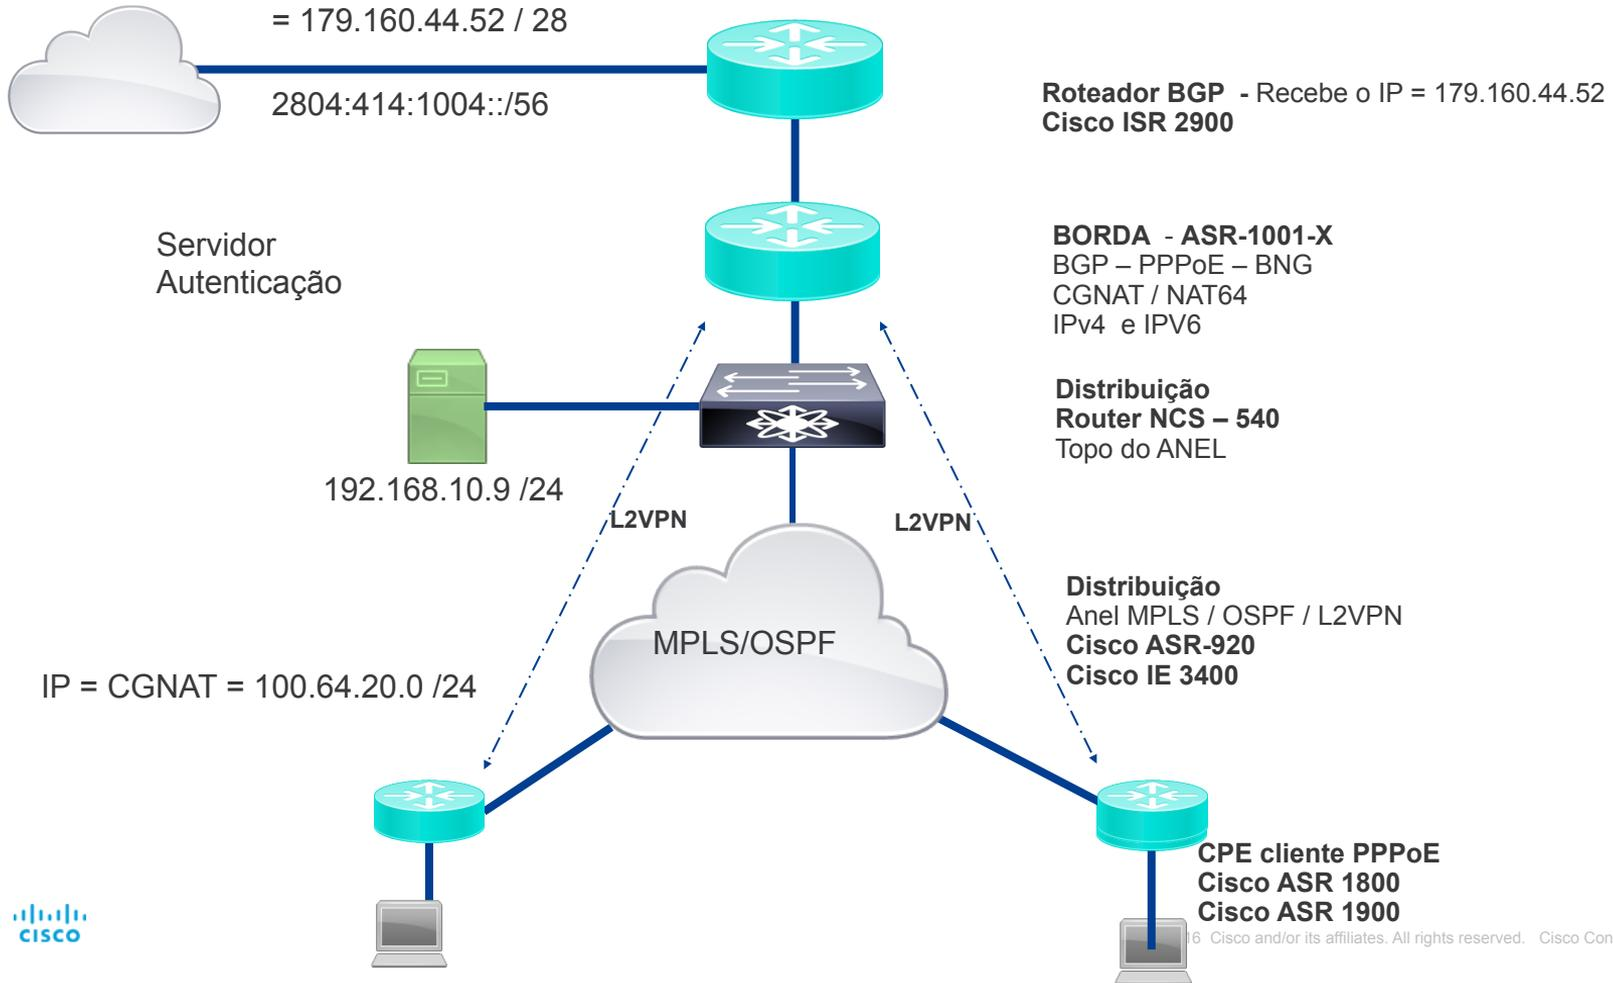 = 179.160.44.52 / 28
2804:414:1004::/56
Roteador BGP - Recebe o IP = 179.160.44.52
Cisco ISR 2900
Servidor
Autenticação
BORDA - ASR-1001-X
BGP – PPPoE – BNG
CGNAT / NAT64
IPv4 e IPV6
Distribuição
Router NCS – 540
Topo do ANEL
192.168.10.9 /24
L2VPN
L2VPN
Distribuição
Anel MPLS / OSPF / L2VPN
Cisco ASR-920
Cisco IE 3400
MPLS/OSPF
IP = CGNAT = 100.64.20.0 /24
CPE cliente PPPoE
Cisco ASR 1800
Cisco ASR 1900
CISCO
16 Cisco and/or its affiliates. All rights reserved. Cisco Con